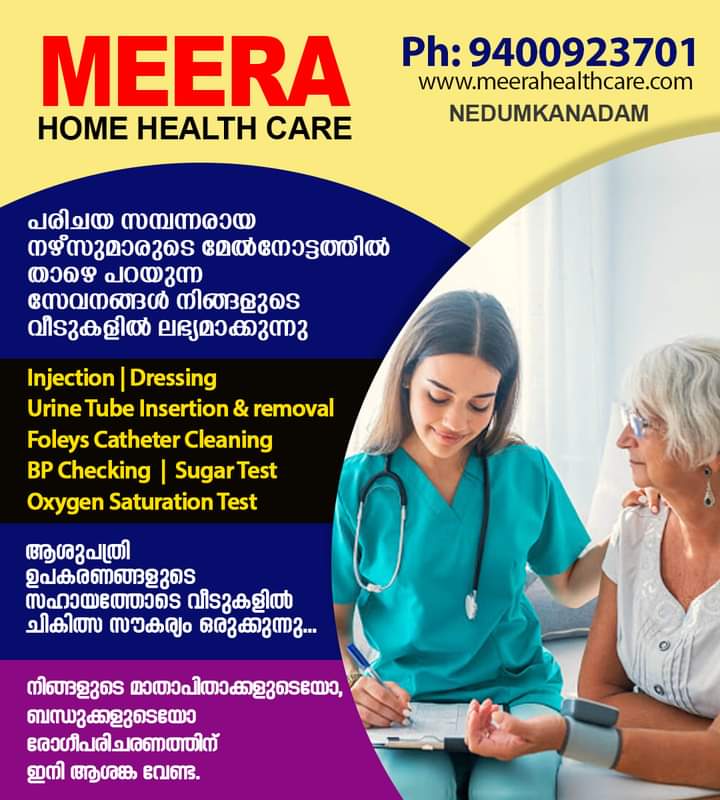 MEERA
HOME HEALTH CARE
Ph: 9400923701
www.meerahealthcare.com
NEDUMKANADAM
പരിചയ സമ്പന്നരായ
നഴ്സുമാരുടെ മേൽനോട്ടത്തിൽ
താഴെ പറയുന്ന
സേവനങ്ങൾ നിങ്ങളുടെ
വീടുകളിൽ ലഭ്യമാക്കുന്നു
Injection | Dressing
Urine Tube Insertion & removal
Foleys Catheter Cleaning
BP Checking | Sugar Test
Oxygen Saturation Test
ആശുപത്രി
ഉപകരണങ്ങളുടെ
സഹായത്തോടെ വീടുകളിൽ
ചികിത്സ സൗകര്യം ഒരുക്കുന്നു...
നിങ്ങളുടെ മാതാപിതാക്കളുടെയോ,
ബന്ധുക്കളുടെയോ
രോഗീപരിചരണത്തിന്
ഇനി ആശങ്ക വേണ്ട.